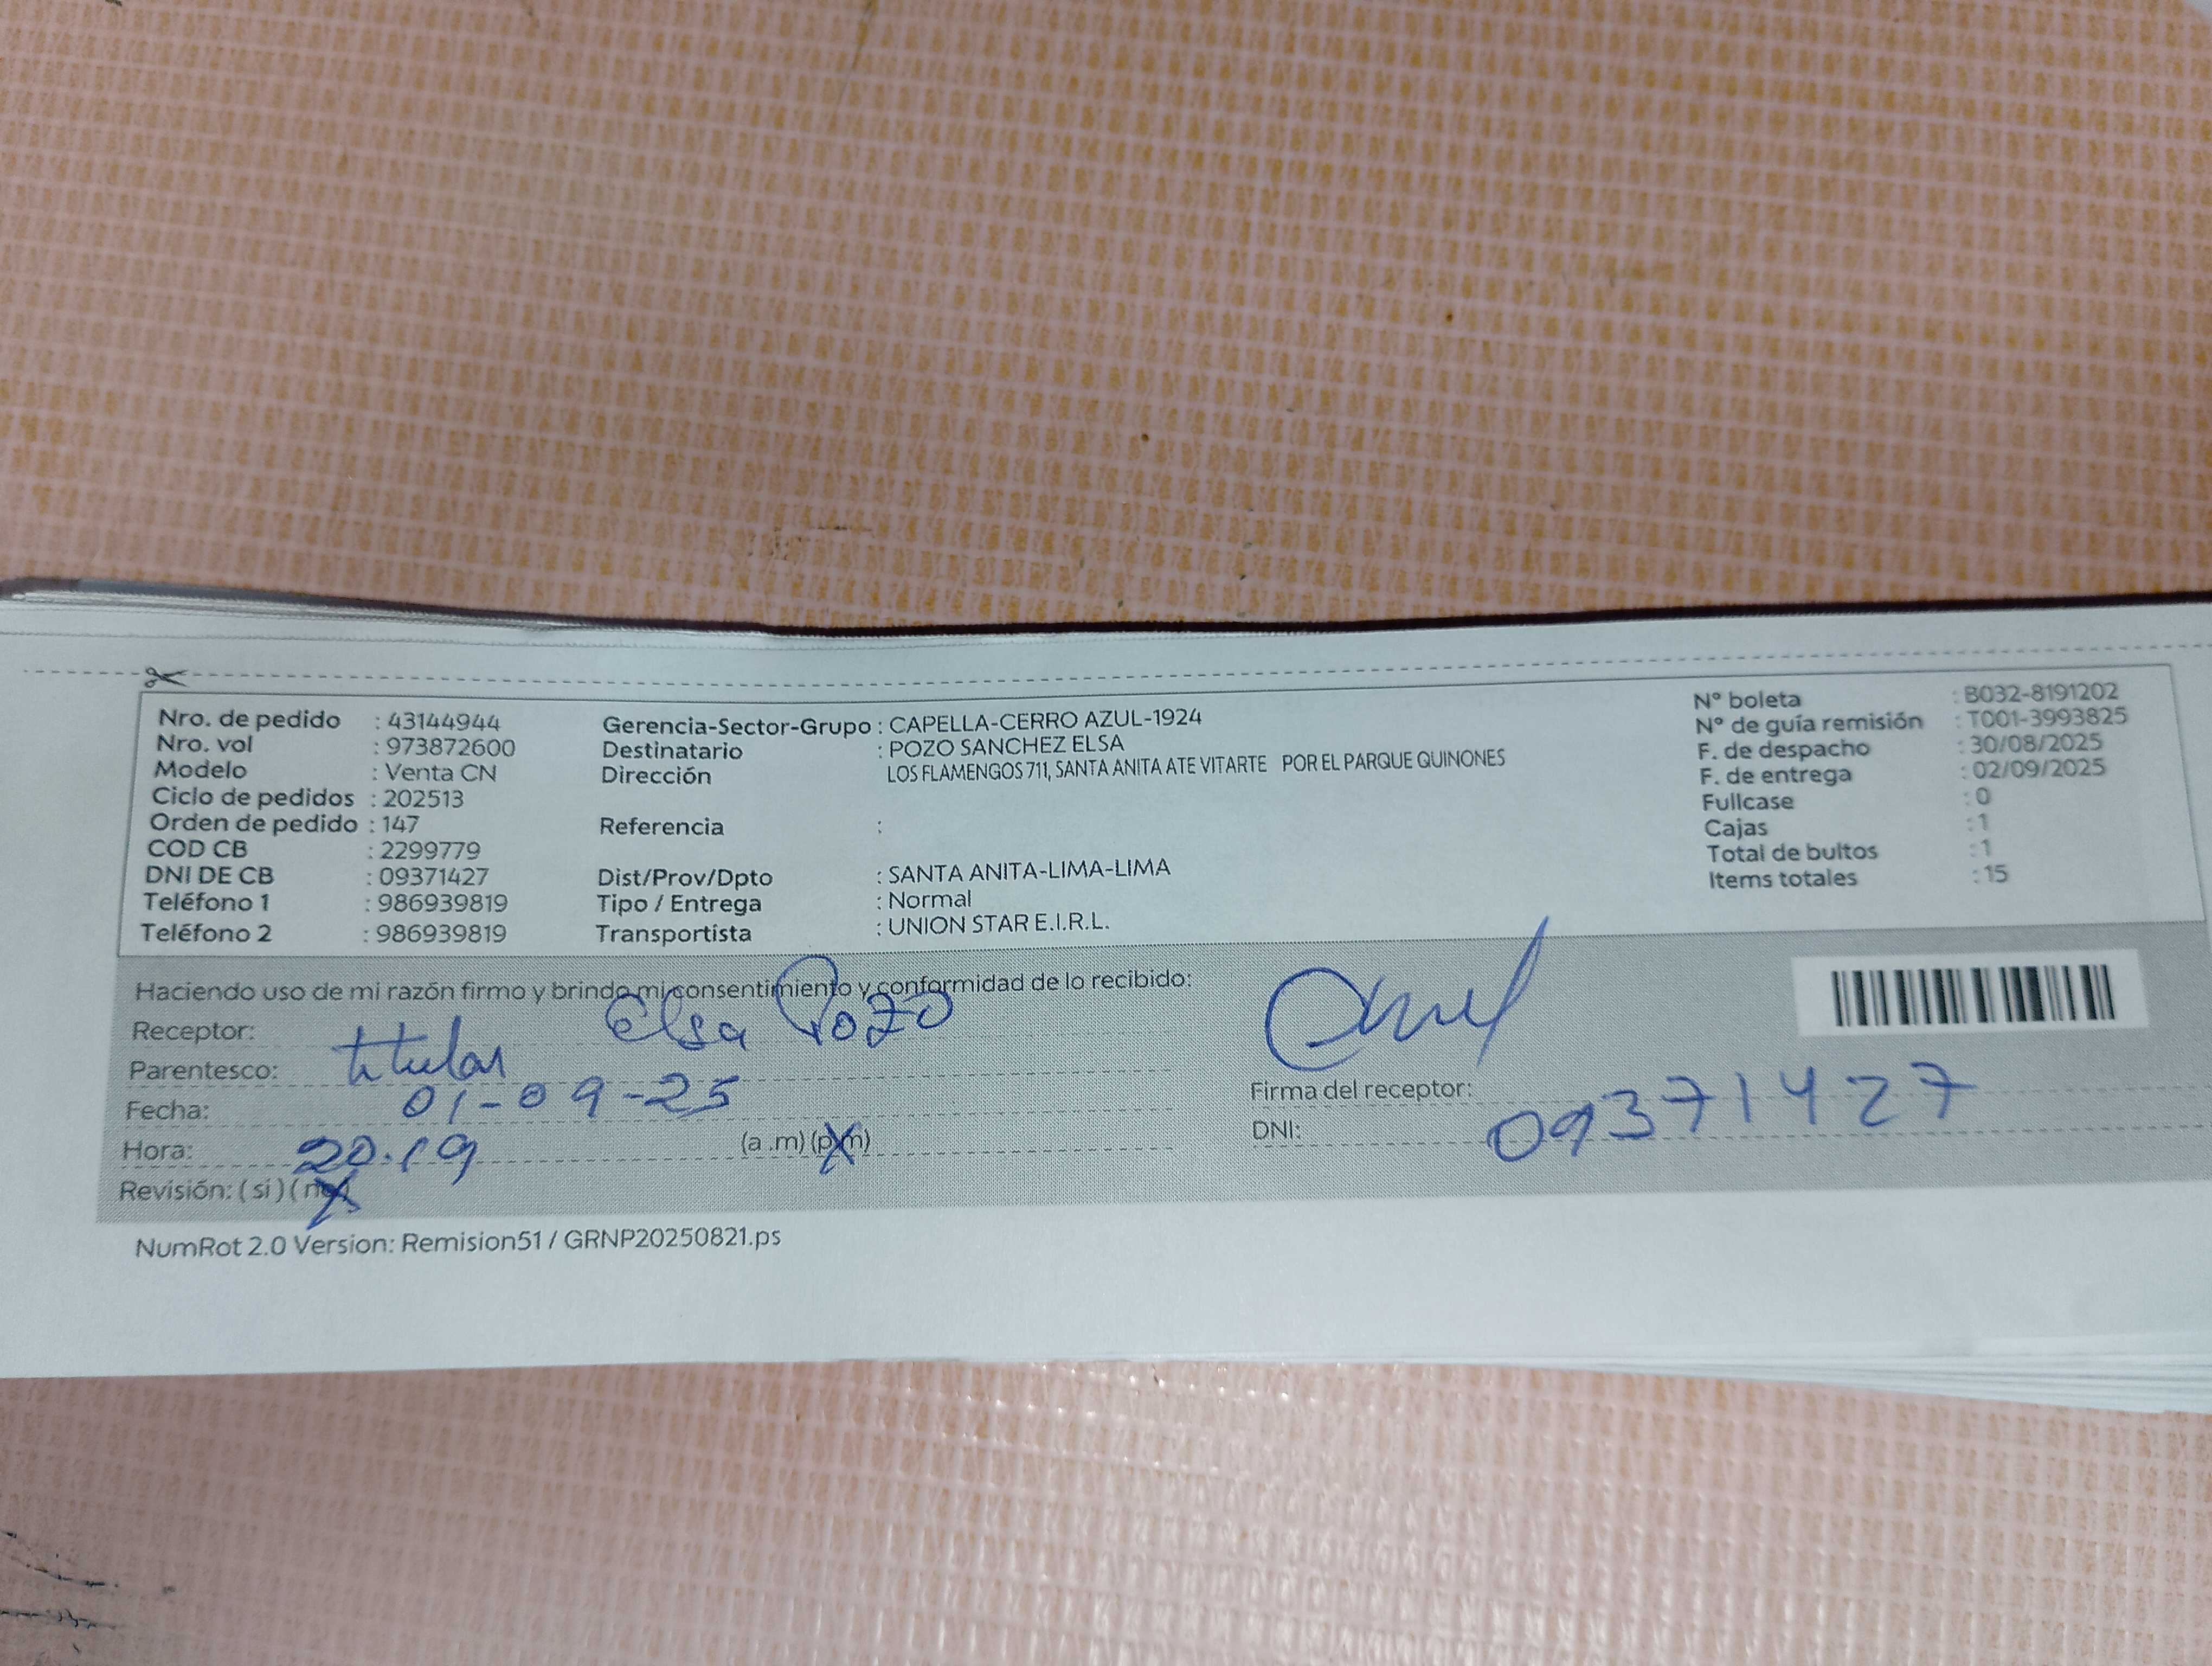 Nro. de pedido : 43144944
Nro. vol : 973872600
Modelo : Venta CN
Ciclo de pedidos : 202513
Orden de pedido : 147
COD CB : 2299779
DNI DE CB : 09371427
Teléfono 1 : 986939819
Teléfono 2 : 986939819
Gerencia-Sector-Grupo : CAPELLA-CERRO AZUL-1924
Destinatario : POZO SANCHEZ ELSA
Dirección LOS FLAMENGOS 711, SANTA ANITA ATE VITARTE POR EL PARQUE QUINONES
Referencia :
Dist/Prov/Dpto : SANTA ANITA-LIMA-LIMA
Tipo / Entrega : Normal
Transportista : UNION STAR E.I.R.L.
N° boleta : B032-8191202
N° de guía remisión : T001-3993825
F. de despacho : 30/08/2025
F. de entrega : 02/09/2025
Fullcase : 0
Cajas : 1
Total de bultos : 1
Items totales : 15
Haciendo uso de mi razón firmo y brindo mi consentimiento y conformidad de lo recibido:
Receptor: Elsa Pozo
Parentesco: titular
Fecha: 01-09-25
Hora: 20.19 (a .m) (p.m)
Revisión: ( si ) ( no )
Firma del receptor:
DNI: 09371427
NumRot 2.0 Version: Remision51 / GRNP20250821.ps